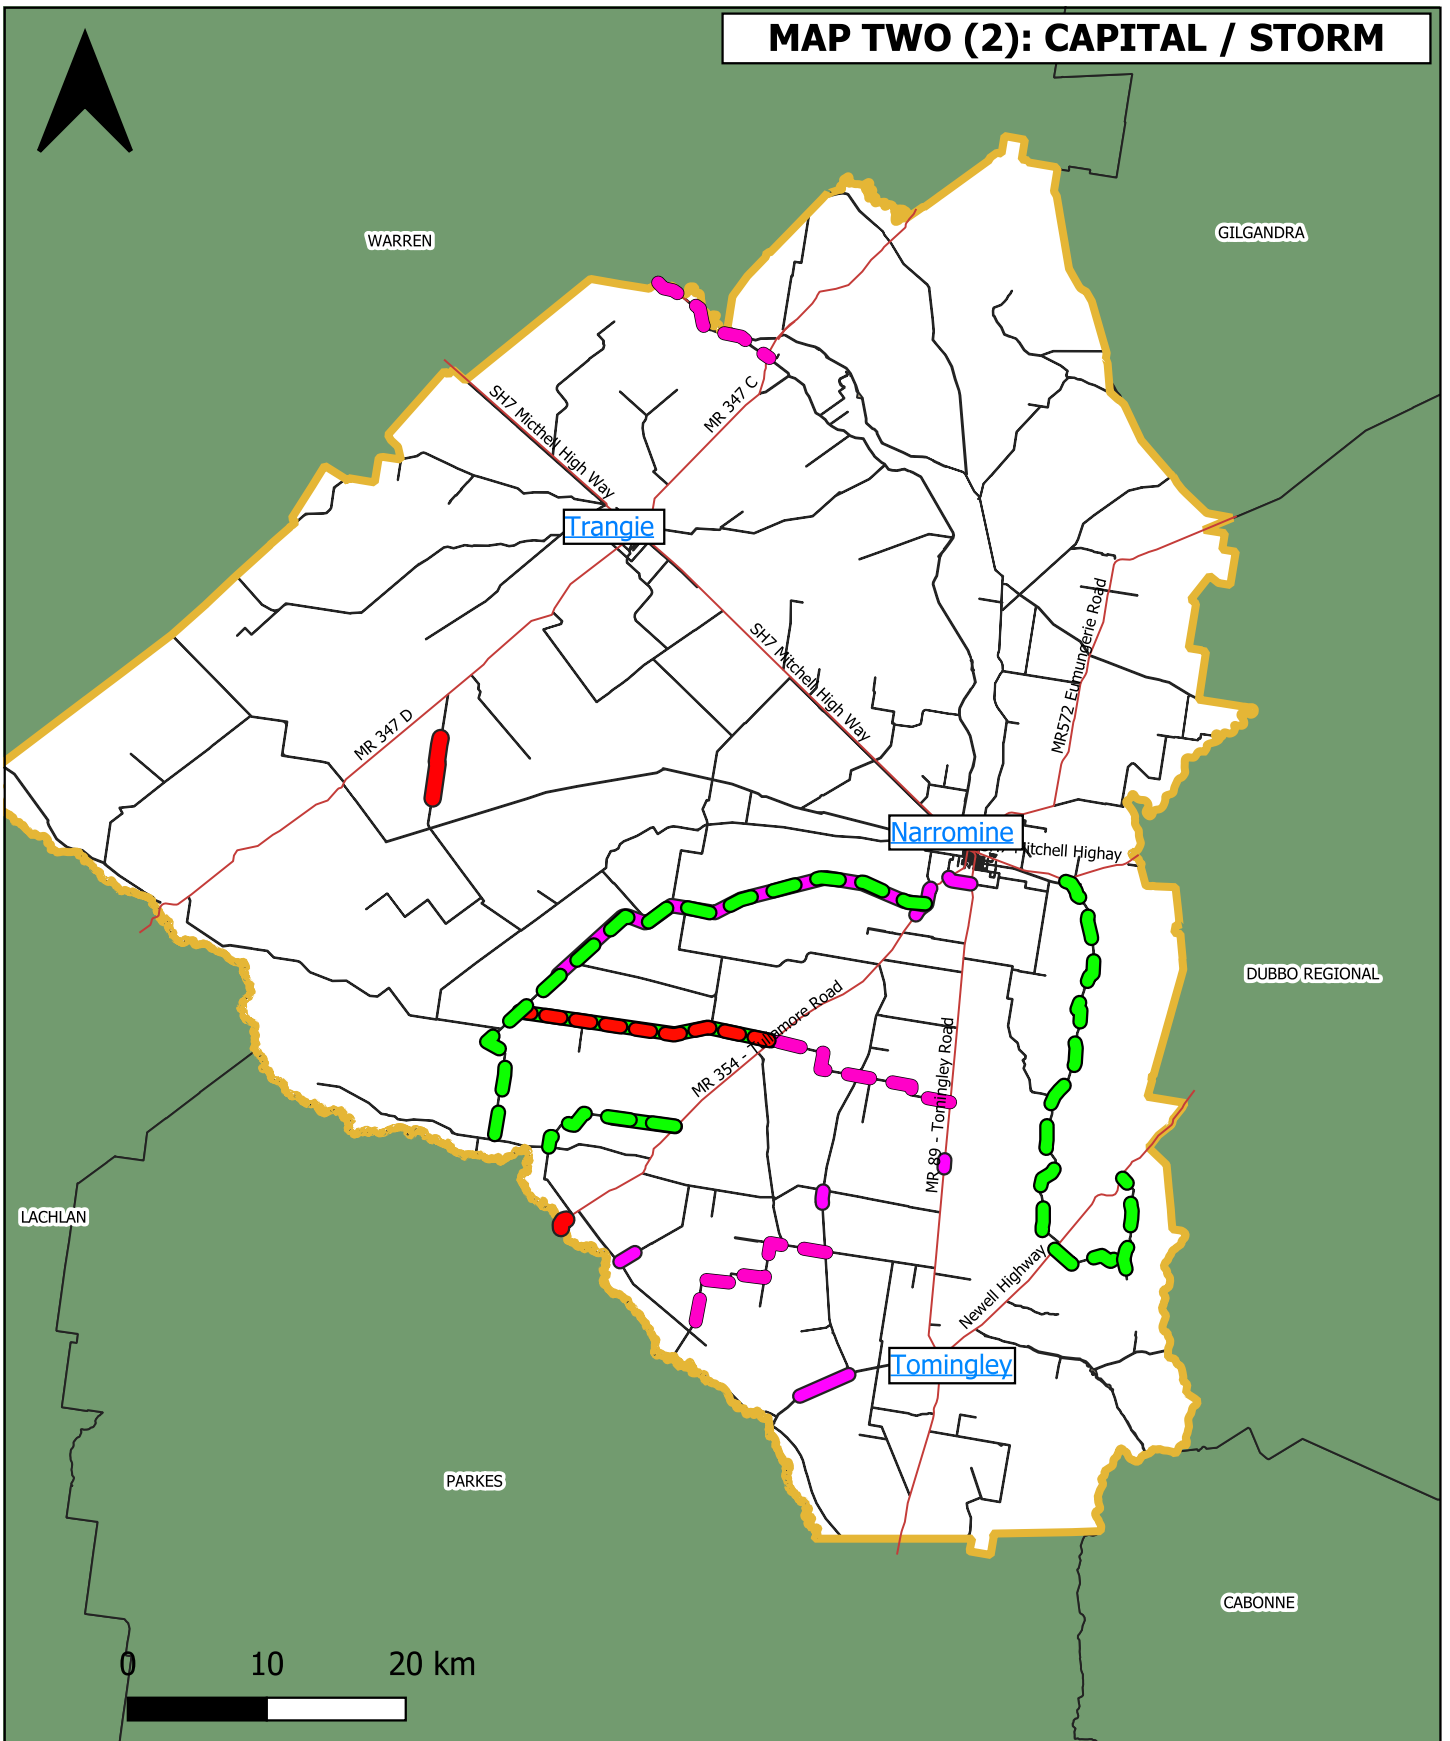 MAP TWO (2): CAPITAL / STORM
WARREN
GILGANDRA
MR 347 C
SH7 Micthell High Way
Trangie
MR572 Eumungerie Road
SH7 Mitchell High Way
MR 347 D
Narromine
Mitchell Highay
DUBBO REGIONAL
MR 354 - Tullamore Road
MR 89 - Tomingley Road
LACHLAN
Newell Highway
Tomingley
PARKES
CABONNE
0 10 20 km